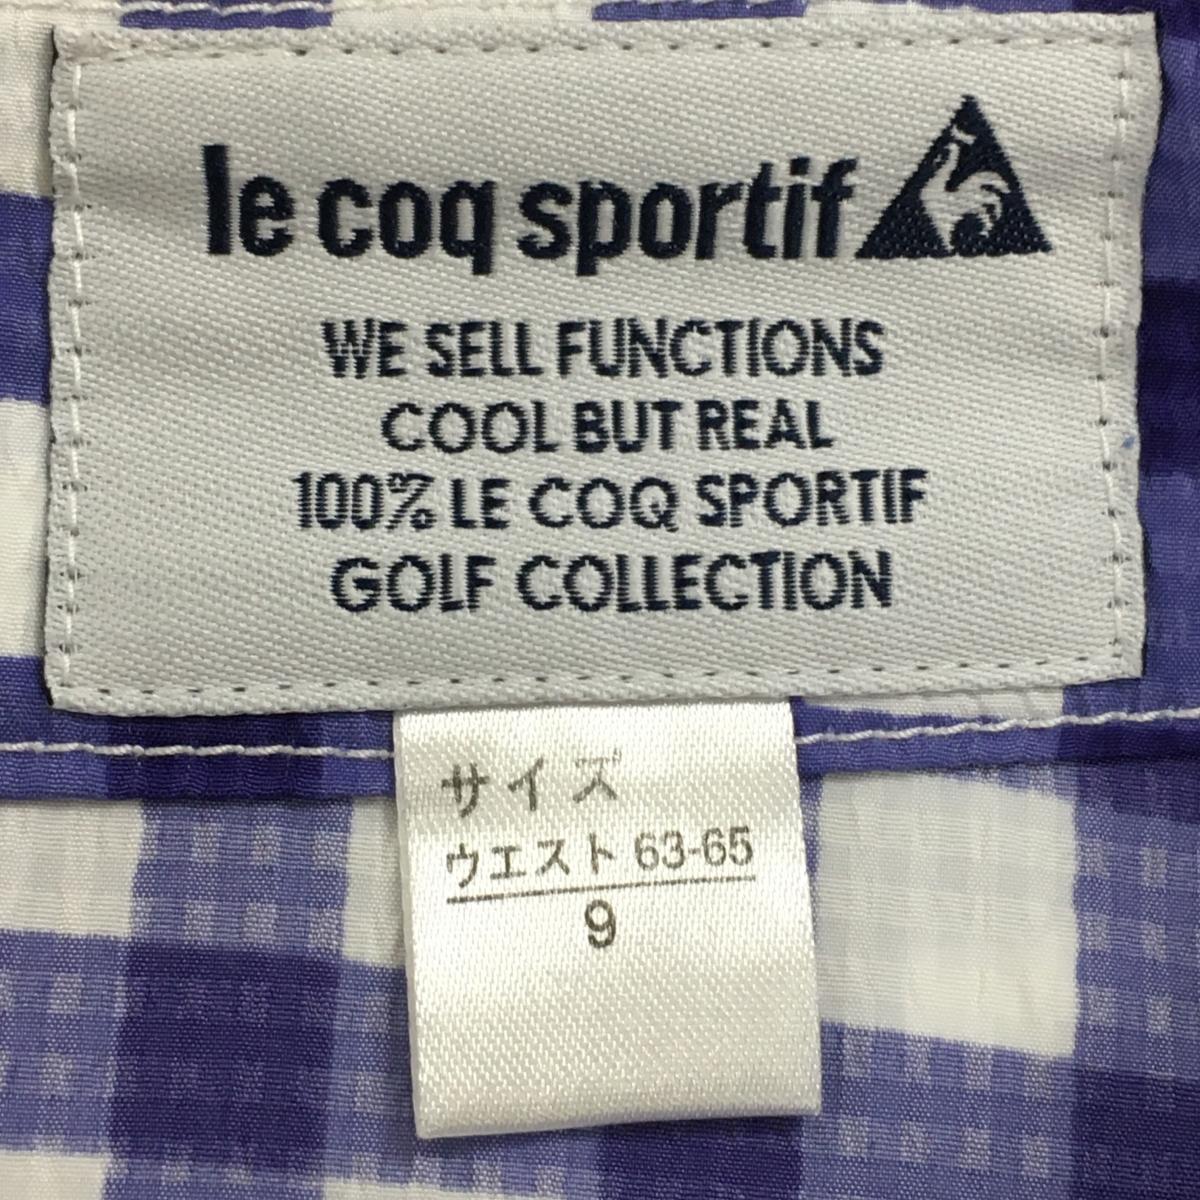 le coq sportif
WE SELL FUNCTIONS
COOL BUT REAL
100% LE COQ SPORTIF
GOLF COLLECTION
サイズ
ウエスト 63-65
9